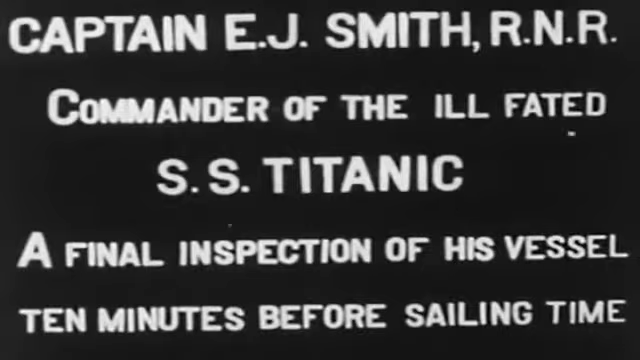 CAPTAIN E.J. SMITH, R.N.R.
COMMANDER OF THE ILL FATED
S.S. TITANIC
A FINAL INSPECTION OF HIS VESSEL
TEN MINUTES BEFORE SAILING TIME